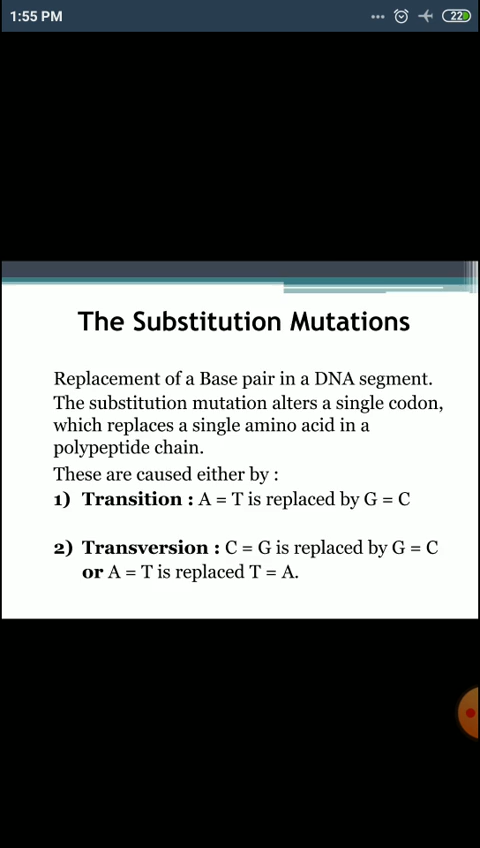 1:55 PM
22
The Substitution Mutations
Replacement of a Base pair in a DNA segment.
The substitution mutation alters a single codon,
which replaces a single amino acid in a
polypeptide chain.
These are caused either by :
1) Transition : A = T is replaced by G = C
2) Transversion : C = G is replaced by G = C
or A = T is replaced T = A.